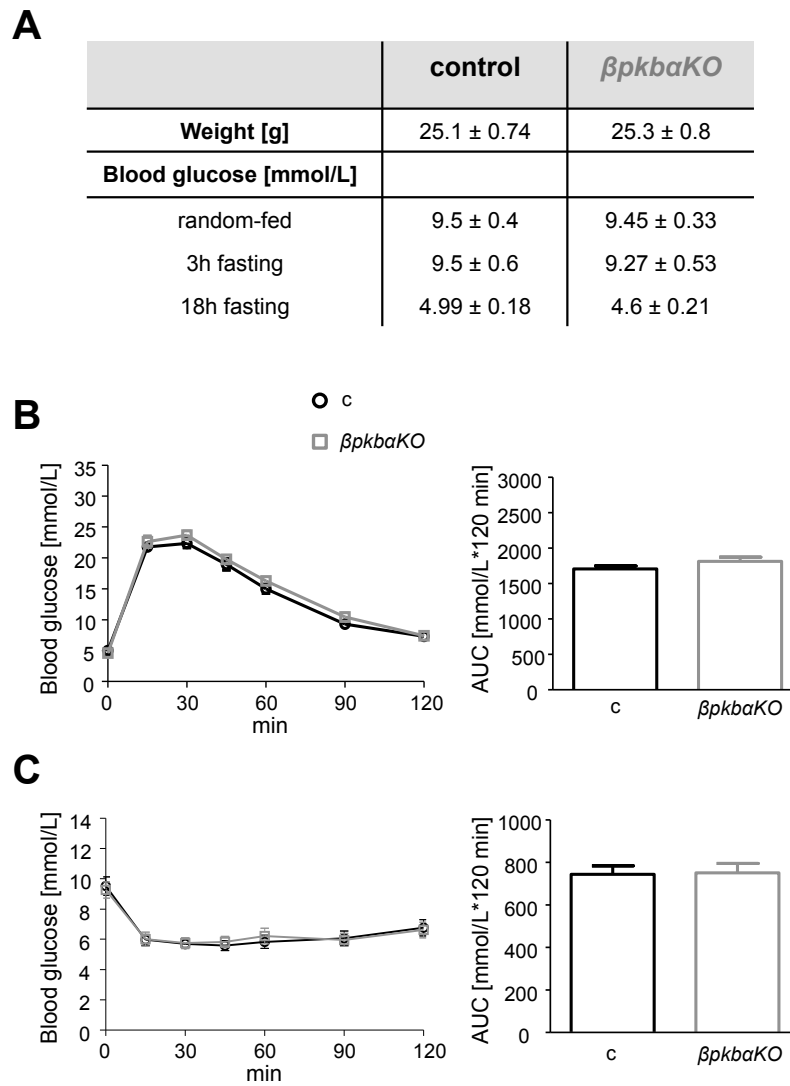 A
control βpkbαKO
Weight [g] 25.1 ± 0.74 25.3 ± 0.8
Blood glucose [mmol/L]
random-fed 9.5 ± 0.4 9.45 ± 0.33
3h fasting 9.5 ± 0.6 9.27 ± 0.53
18h fasting 4.99 ± 0.18 4.6 ± 0.21
B
c
βpkbαKO
Blood glucose [mmol/L]
35
30
25
20
15
10
5
0
0 30 60 90 120
min
AUC [mmol/L*120 min]
3000
2500
2000
1500
1000
500
0
c βpkbαKO
C
Blood glucose [mmol/L]
14
12
10
8
6
4
2
0
0 30 60 90 120
min
AUC [mmol/L*120 min]
1000
800
600
400
200
0
c βpkbαKO